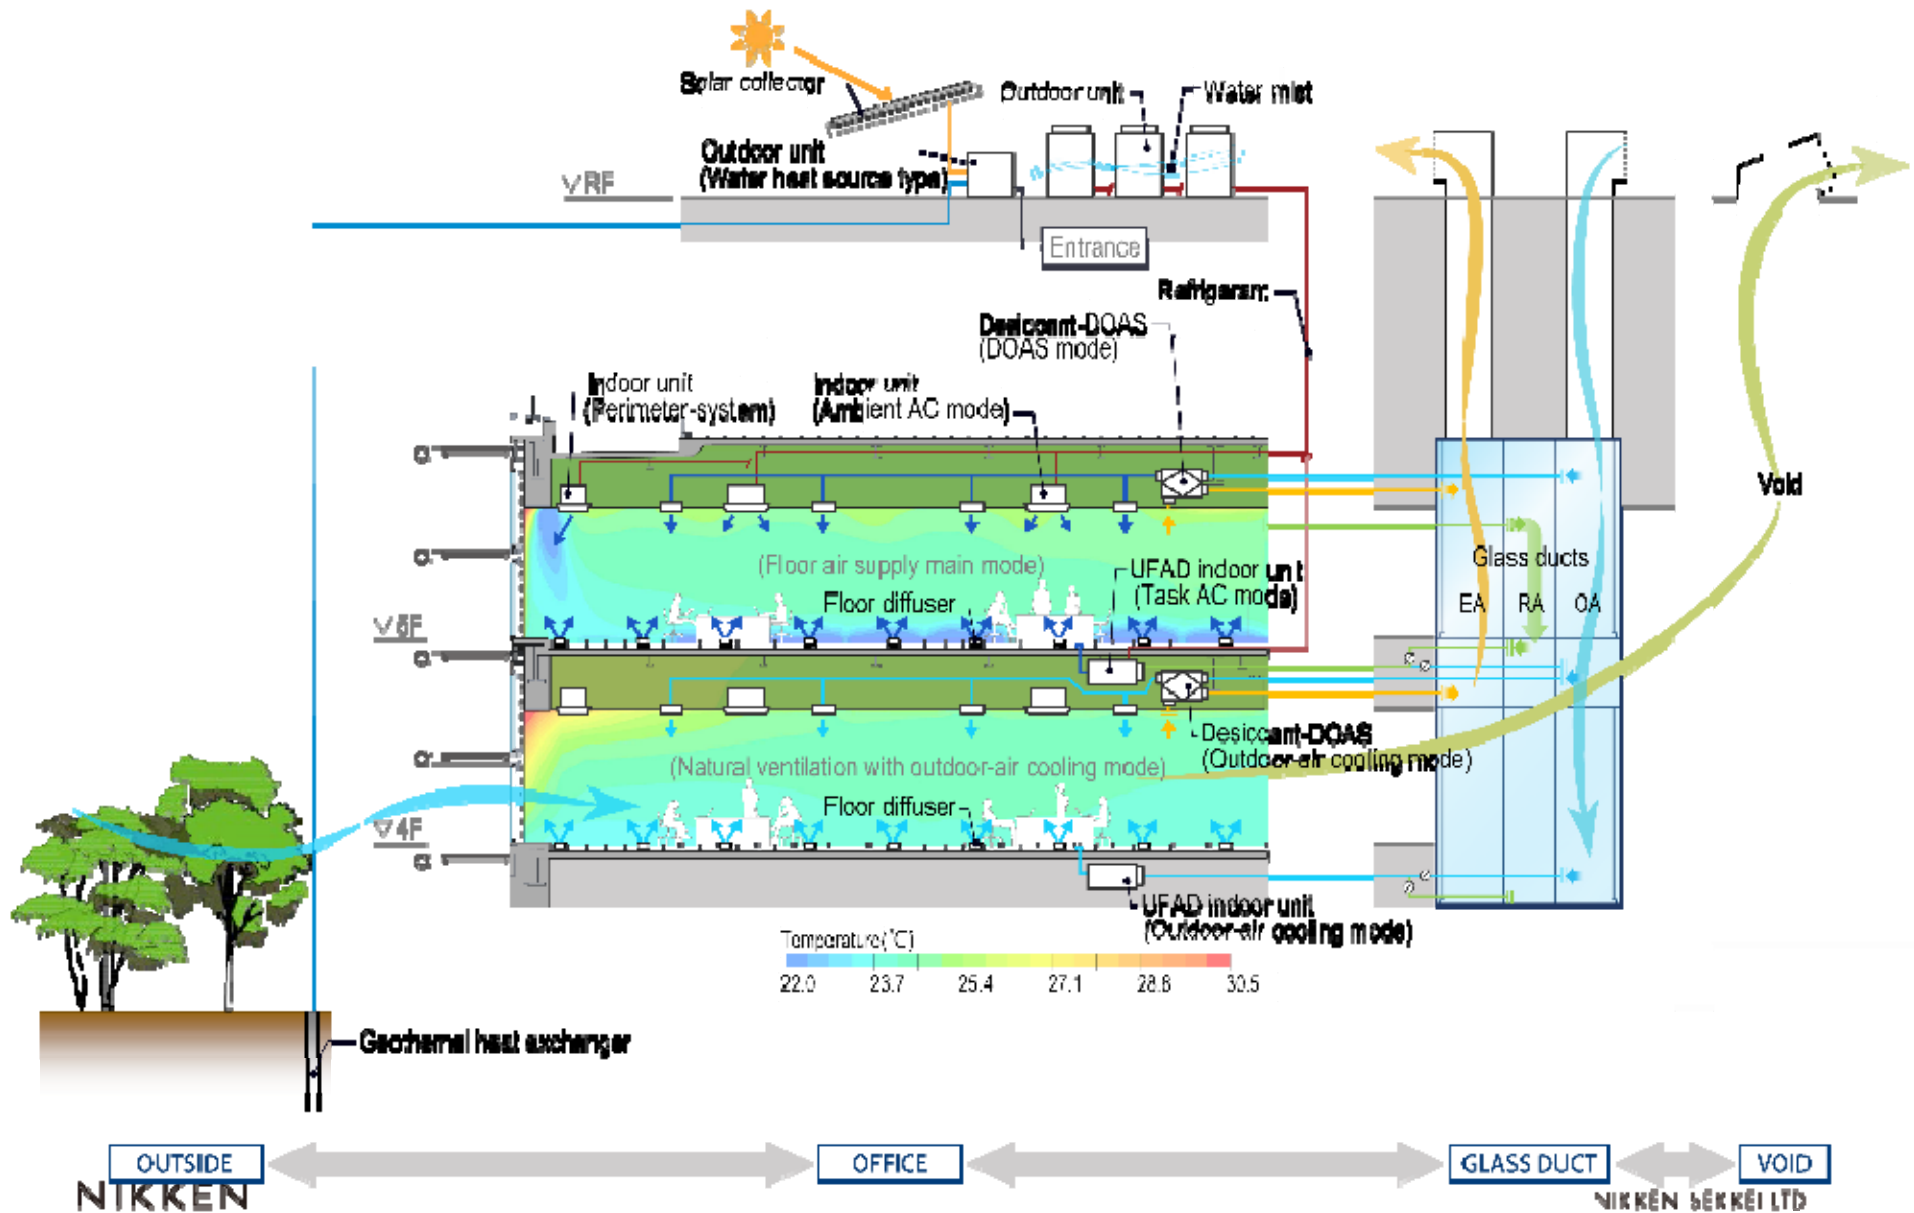 Solar collector
Outdoor unit
Water mist
Outdoor unit
(Water heat source type)
RF
Entrance
Refrigerant
Desiccant-DOAS
(DOAS mode)
Indoor unit
(Perimeter-system)
Indoor unit
(Ambient AC mode)
Void
(Floor air supply main mode)
UFAD indoor unit
(Task AC mode)
Glass ducts
Floor diffuser
EA
RA
OA
5F
Desiccant-DOAS
(Outdoor-air cooling mode)
(Natural ventilation with outdoor-air cooling mode)
Floor diffuser
4F
UFAD indoor unit
(Outdoor-air cooling mode)
Temperature(°C)
22.0 23.7 25.4 27.1 28.8 30.5
Geothermal heat exchanger
OUTSIDE
OFFICE
GLASS DUCT
VOID
NIKKEN
NIKKEN SEKKEI LTD